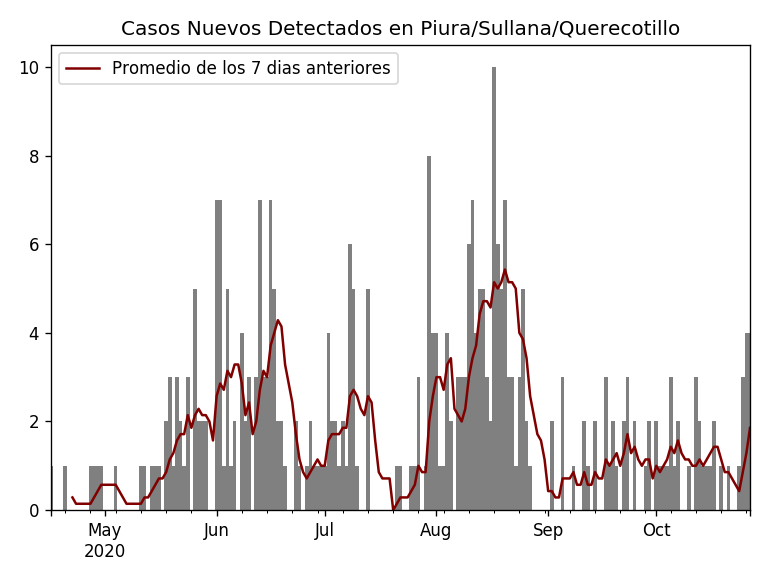 Casos Nuevos Detectados en Piura/Sullana/Querecotillo
Promedio de los 7 dias anteriores
10
8
6
4
2
0
May Jun Jul Aug Sep Oct
2020